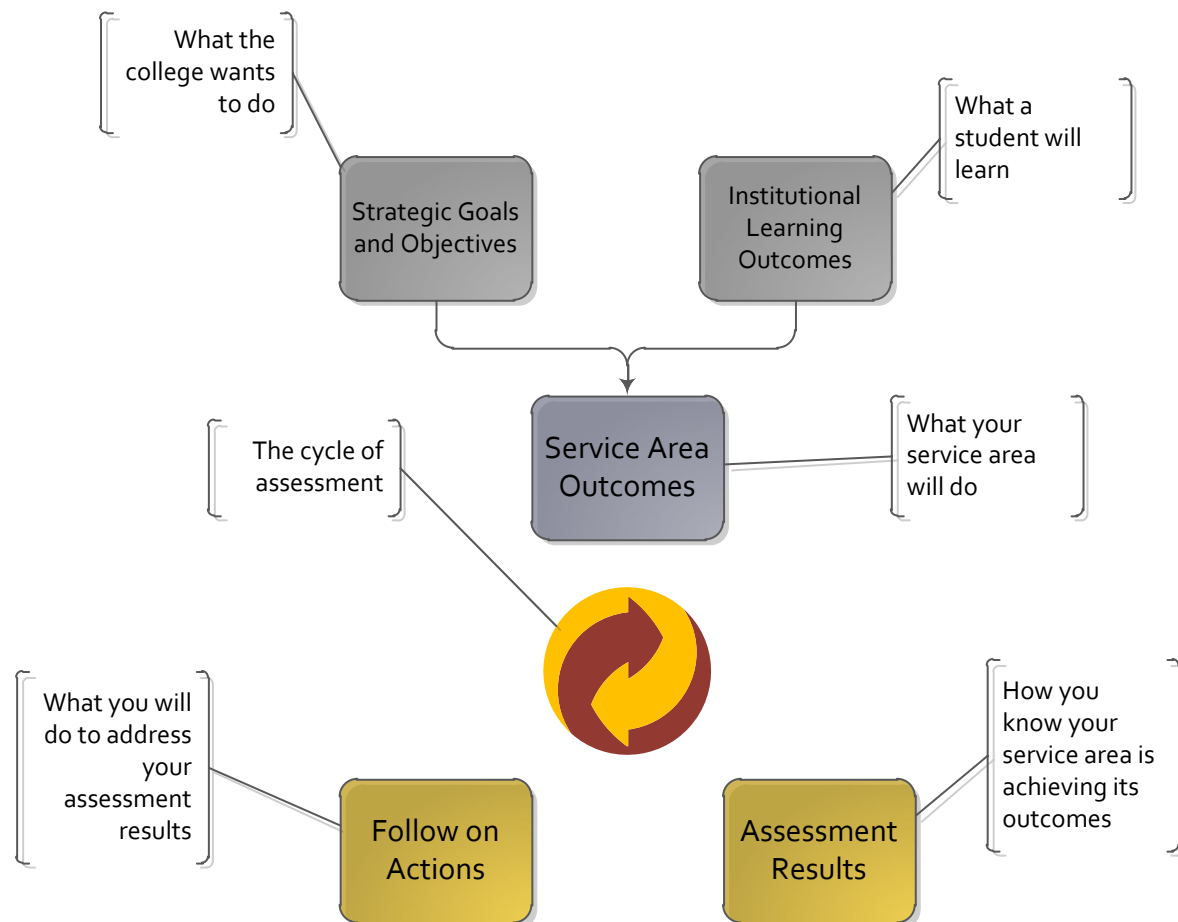 What the
college wants
to do
What a
student will
learn
Strategic Goals
and Objectives
Institutional
Learning
Outcomes
The cycle of
assessment
Service Area
Outcomes
What your
service area
will do
What you will
do to address
your
assessment
results
How you
know your
service area is
achieving its
outcomes
Follow on
Actions
Assessment
Results